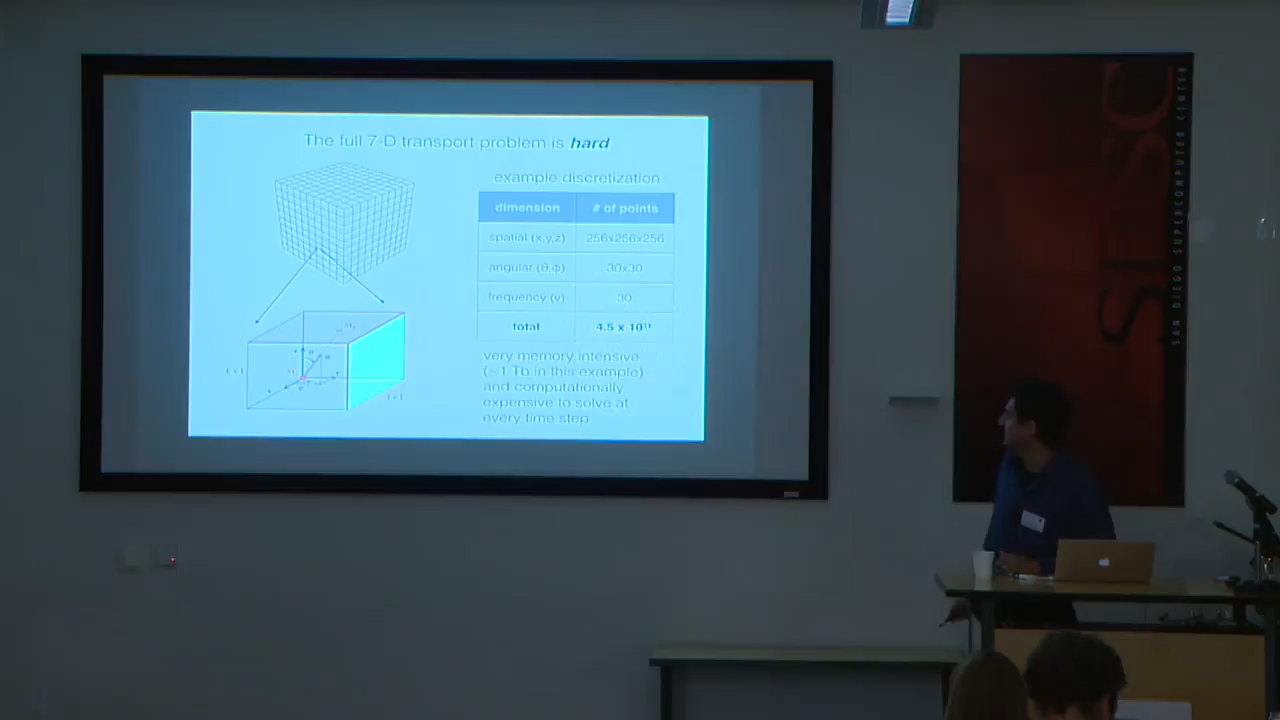 The full 7-D transport problem is hard
example discretization
dimension # of points
spatial (x,y,z) 256x256x256
angular (θ,φ) 30x30
frequency (ν) 30
total 4.5 x 10¹¹
very memory intensive
(~ 1 Tb in this example)
and computationally
expensive to solve at
every time step
SDSC
SAN DIEGO SUPERCOMPUTER CENTER